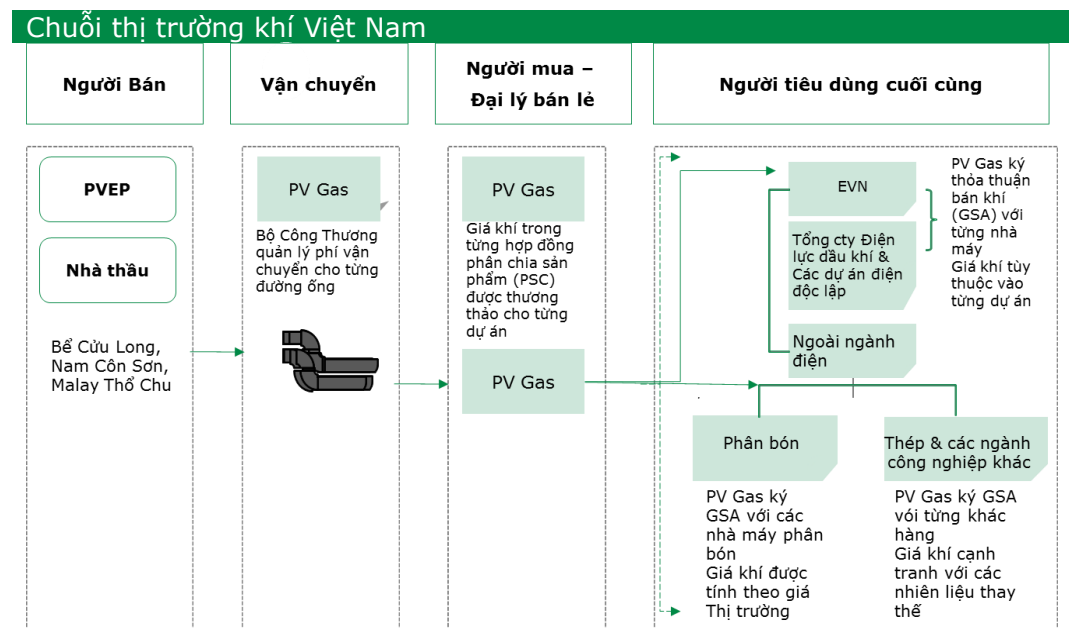 Chuỗi thị trường khí Việt Nam
Người Bán
Vận chuyển
Người mua –
Đại lý bán lẻ
Người tiêu dùng cuối cùng
PVEP
Nhà thầu
Bể Cửu Long,
Nam Côn Sơn,
Malay Thổ Chu
PV Gas
Bộ Công Thương
quản lý phí vận
chuyển cho từng
đường ống
PV Gas
Giá khí trong
từng hợp đồng
phân chia sản
phẩm (PSC)
được thương
thảo cho từng
dự án
PV Gas
EVN
Tổng cty Điện
lực dầu khí &
Các dự án điện
độc lập
Ngoài ngành
điện
PV Gas ký
thỏa thuận
bán khí
(GSA) với
từng nhà
máy
Giá khí tùy
thuộc vào
từng dự án
Phân bón
PV Gas ký
GSA với các
nhà máy phân
bón
Giá khí được
tính theo giá
Thị trường
Thép & các ngành
công nghiệp khác
PV Gas ký GSA
vói từng khác
hàng
Giá khí cạnh
tranh với các
nhiên liệu thay
thế